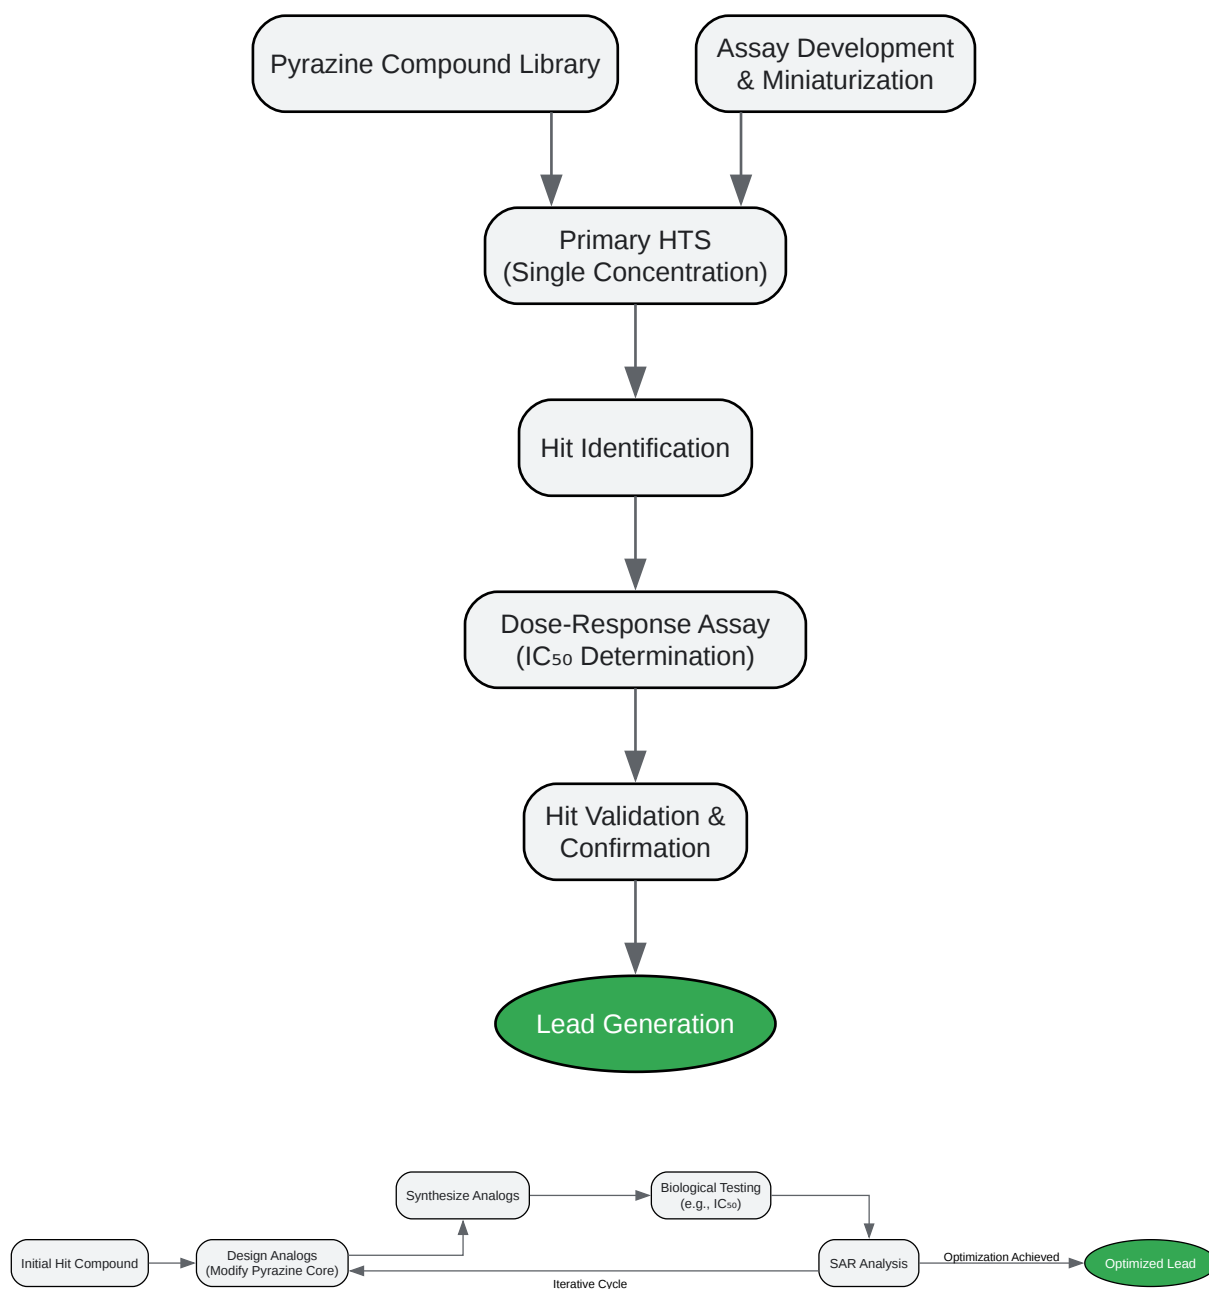 Pyrazine Compound Library
Assay Development
& Miniaturization
Primary HTS
(Single Concentration)
Hit Identification
Dose-Response Assay
(IC₅₀ Determination)
Hit Validation &
Confirmation
Lead Generation
Initial Hit Compound
Design Analogs
(Modify Pyrazine Core)
Synthesize Analogs
Biological Testing
(e.g., IC₅₀)
SAR Analysis
Iterative Cycle
Optimization Achieved
Optimized Lead